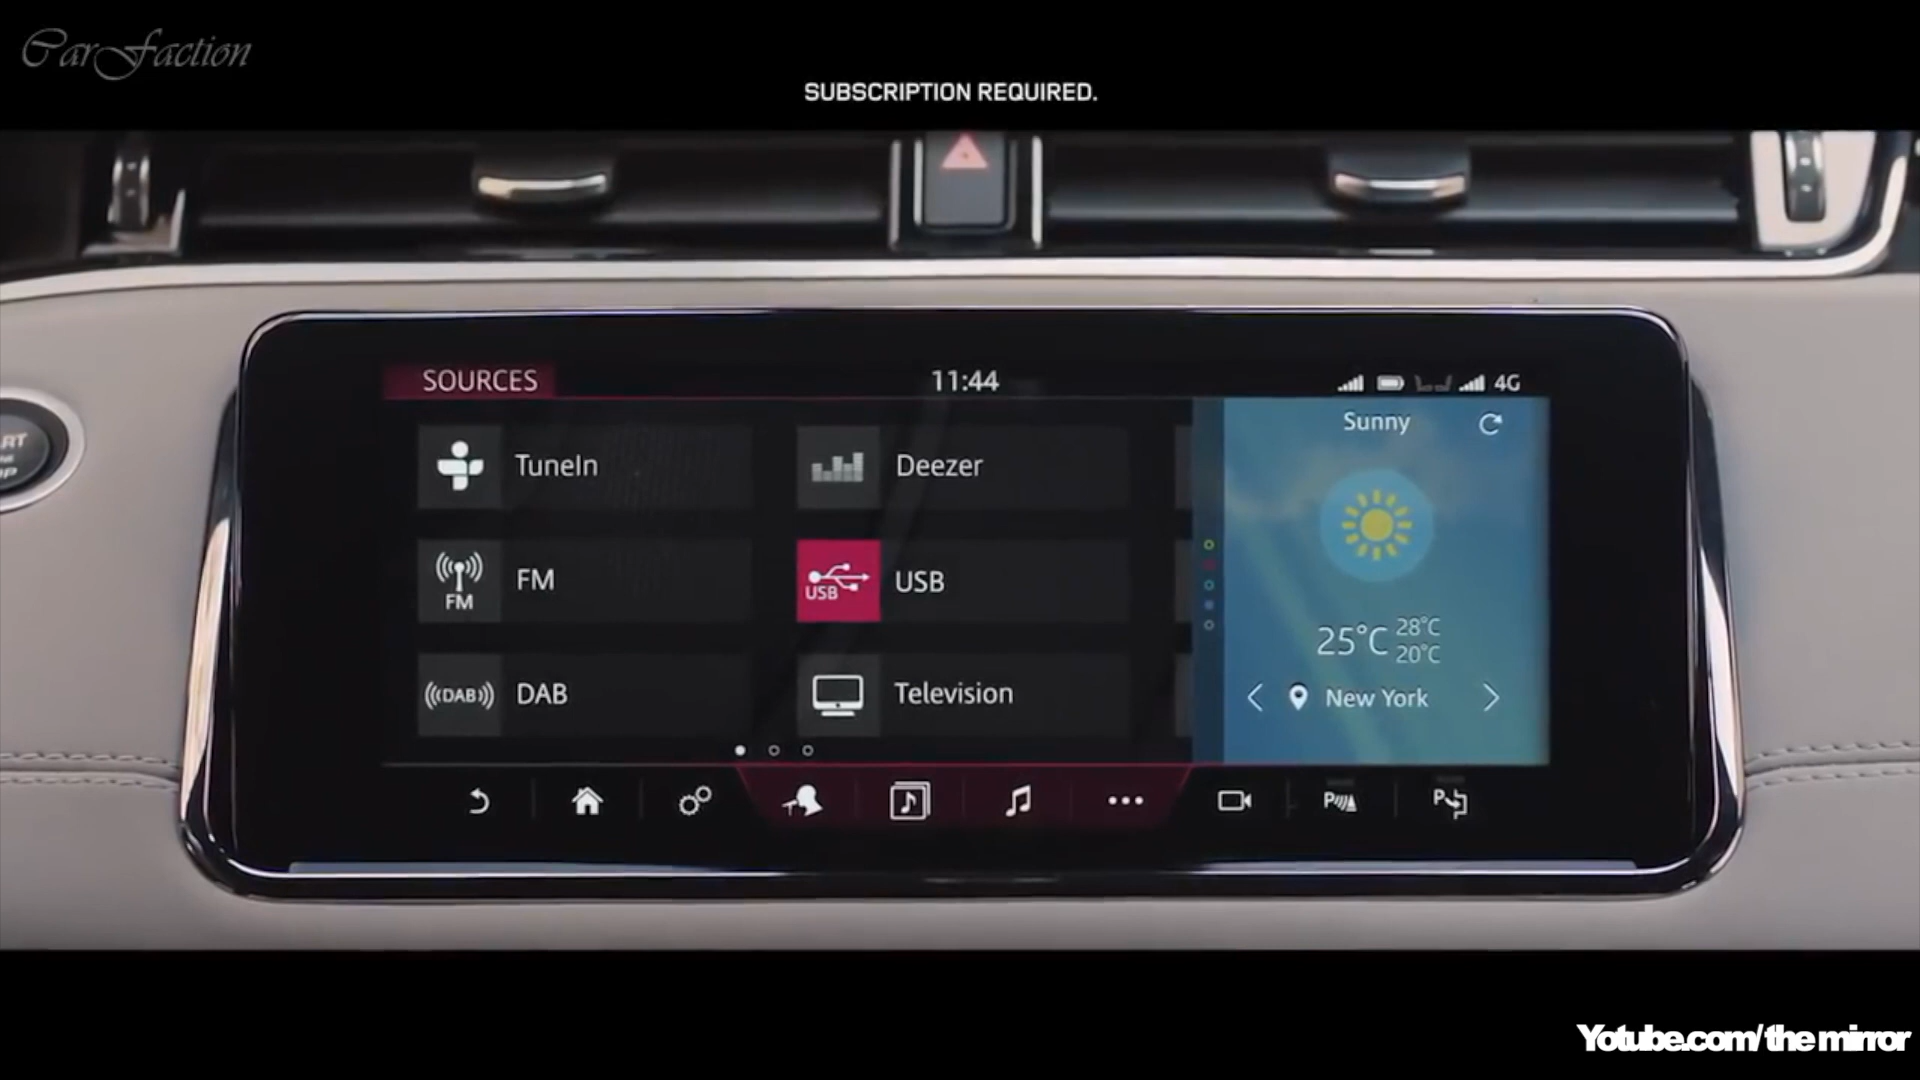 CarFaction
SUBSCRIPTION REQUIRED.
SOURCES
11:44
4G
TuneIn
Deezer
Sunny
FM
FM
USB
USB
25°C
28°C
20°C
DAB
DAB
Television
New York
P
P
Yotube.com/the mirror